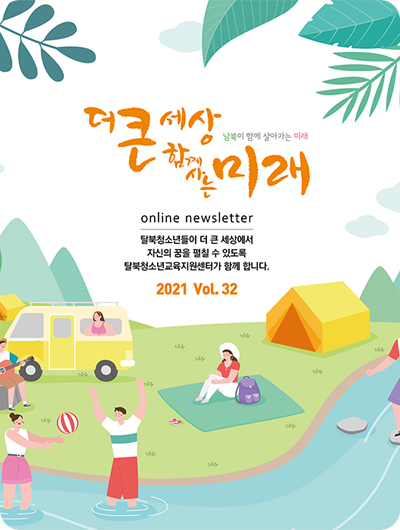 더 큰 세상
남북이 함께 살아가는 미래
함께 사는 미래
online newsletter
탈북청소년들이 더 큰 세상에서
자신의 꿈을 펼칠 수 있도록
탈북청소년교육지원센터가 함께 합니다.
2021 Vol. 32